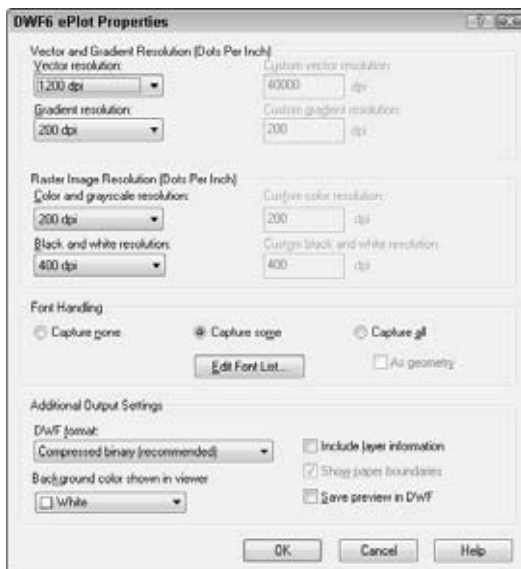 DWF6 ePlot Properties
Vector and Gradient Resolution (Dots Per Inch)
Vector resolution: Custom vector resolution:
1200 dpi 40000 dpi
Gradient resolution: Custom gradient resolution:
200 dpi 200 dpi
Raster Image Resolution (Dots Per Inch)
Color and grayscale resolution: Custom color resolution:
200 dpi 200 dpi
Black and white resolution: Custom black and white resolution:
400 dpi 400 dpi
Font Handling
Capture none Capture some Capture all
Edit Font List... As geometry
Additional Output Settings
DWF format:
Compressed binary (recommended) Include layer information
Background color shown in viewer Show paper boundaries
White Save preview in DWF
OK Cancel Help